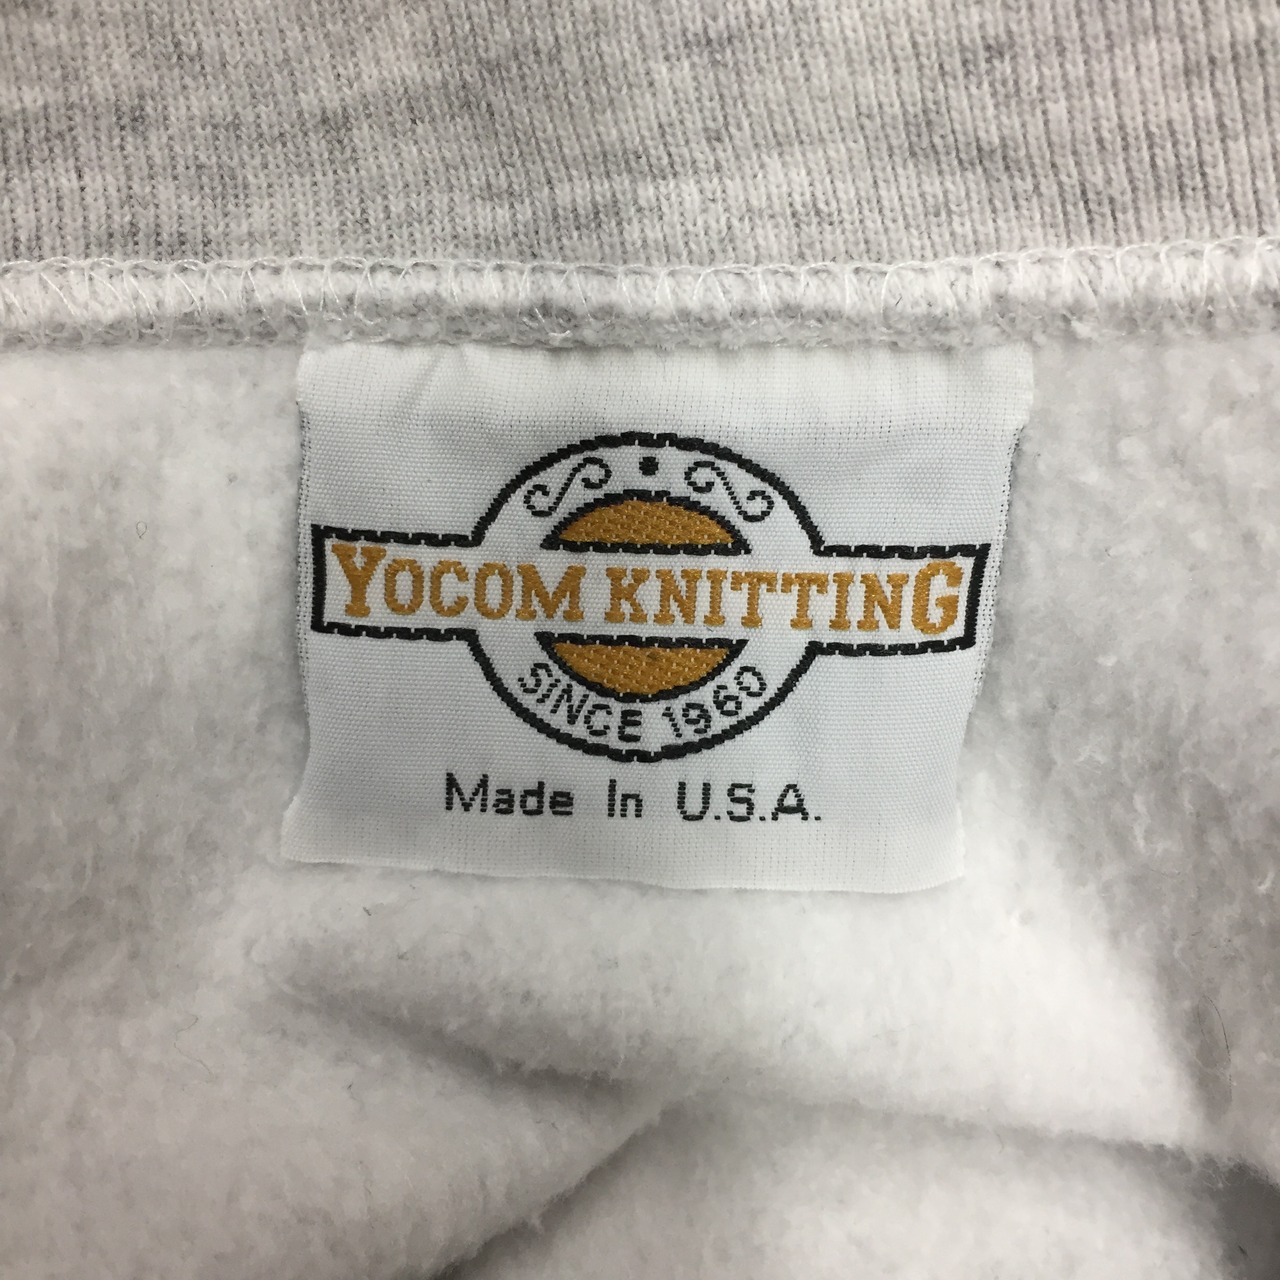 YOCOM KNITTING
SINCE 1960
Made In U.S.A.